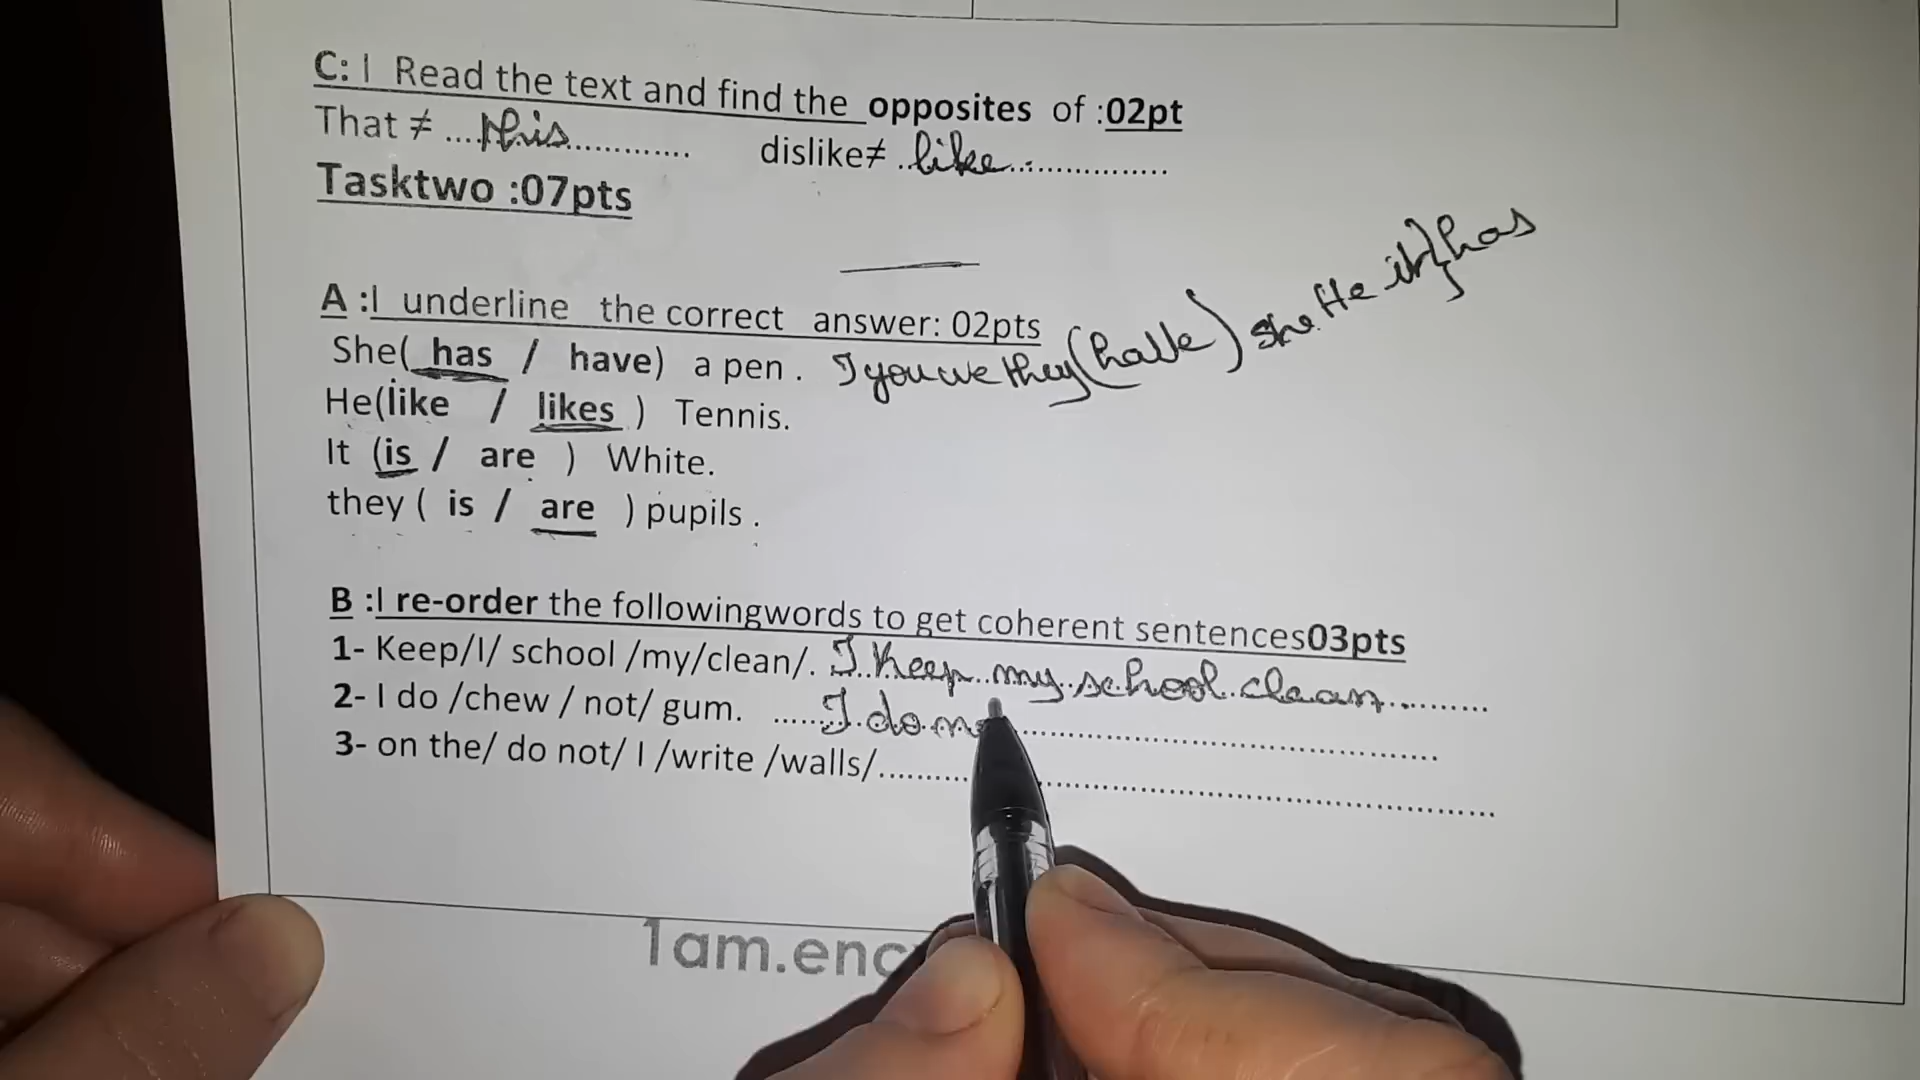 C: I Read the text and find the opposites of :02pt
That ≠ ....this............. dislike≠ ..like..................
Tasktwo :07pts
A :I underline the correct answer: 02pts
She( has / have) a pen . I you we they (have) she He it} has
He(like / likes ) Tennis.
It (is / are ) White.
they ( is / are ) pupils .
B :I re-order the followingwords to get coherent sentences03pts
1- Keep/I/ school /my/clean/. I keep my school clean..........
2- I do /chew / not/ gum. ......I do
3- on the/ do not/ I /write /walls/..........
1am.enc